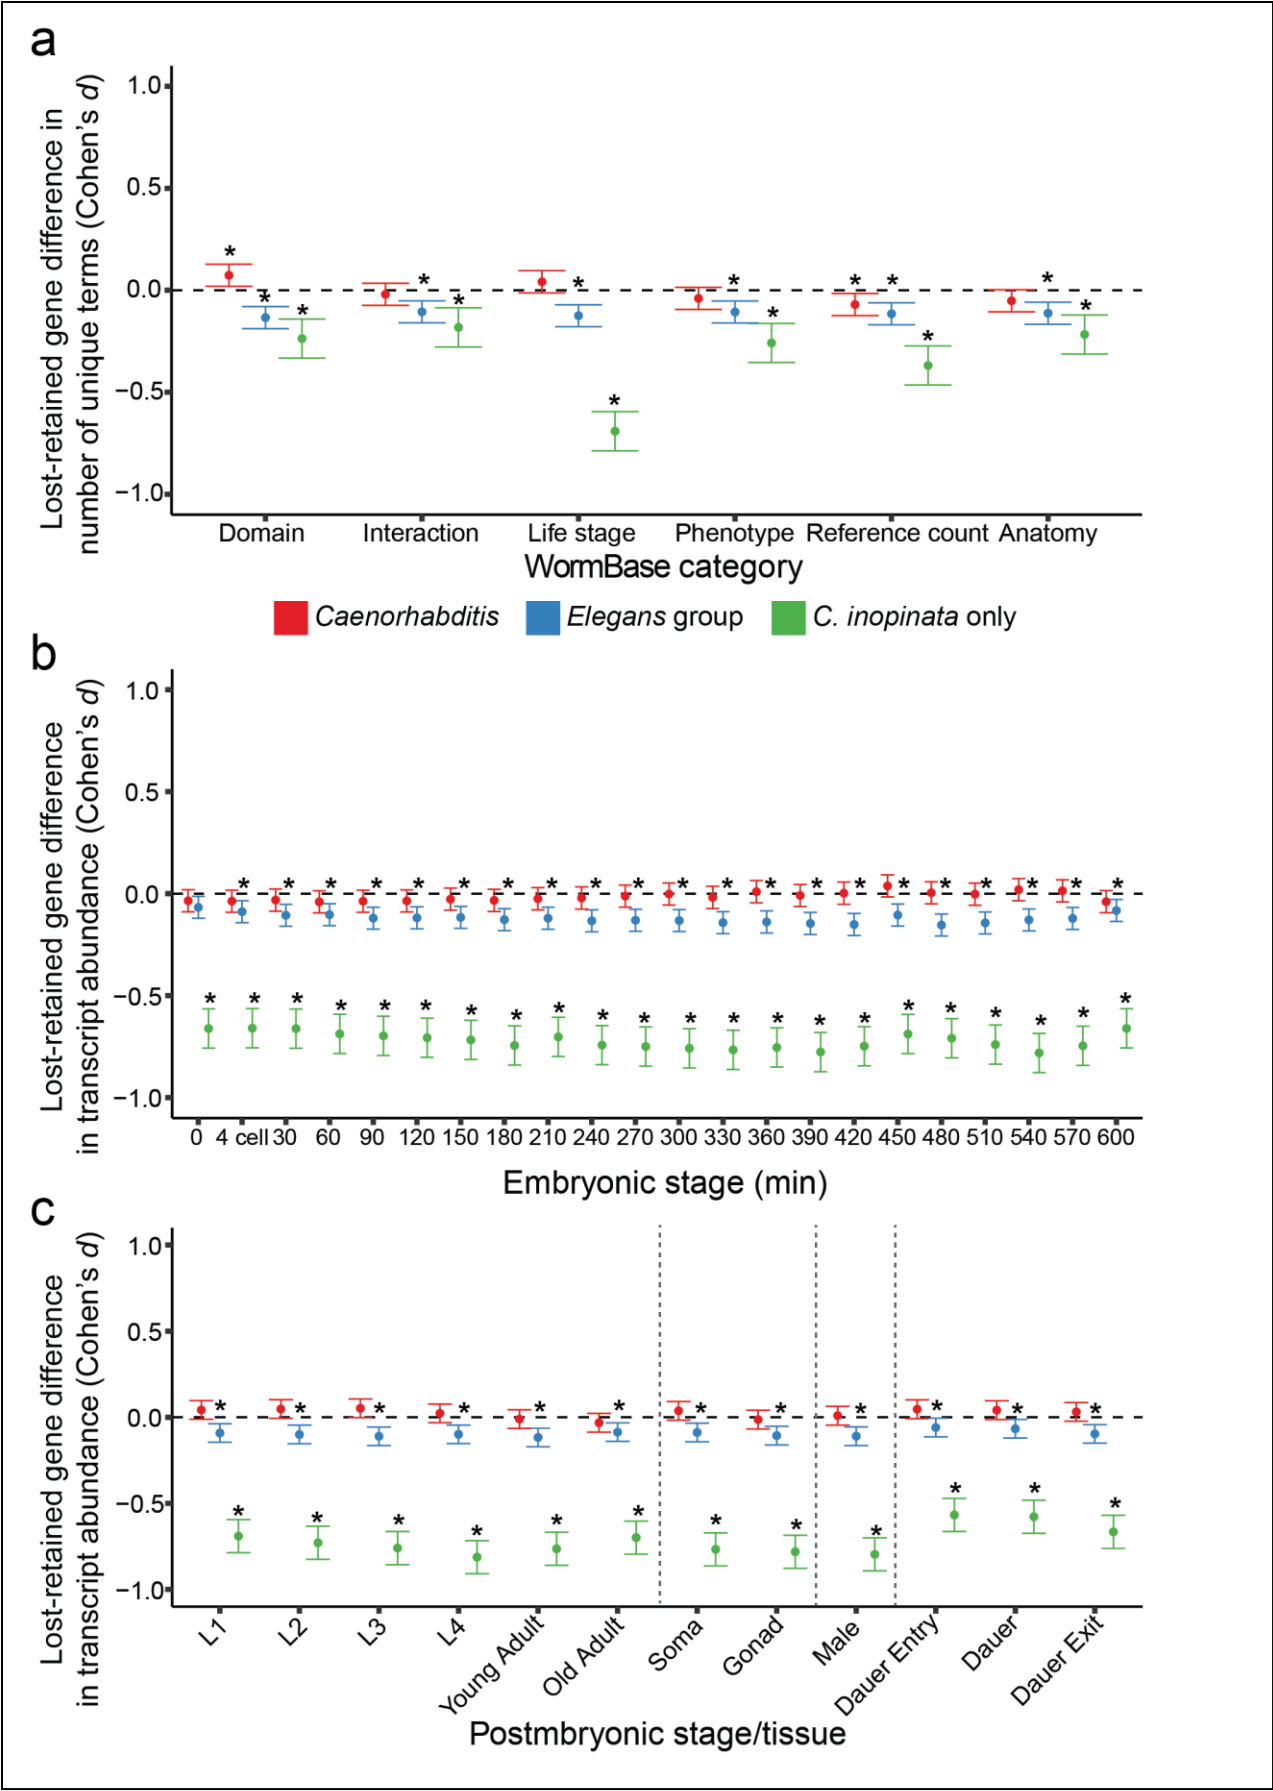 a
Lost-retained gene difference in
number of unique terms (Cohen's d)
1.0
0.5
0.0
−0.5
−1.0
* * * * * * * * * * * * * *
Domain Interaction Life stage Phenotype Reference count Anatomy
WormBase category
Caenorhabditis Elegans group C. inopinata only
b
Lost-retained gene difference
in transcript abundance (Cohen's d)
1.0
0.5
0.0
−0.5
−1.0
* * * * * * * * * * * * * * * * * * * * *
* * * * * * * * * * * * * * * * * * * * * *
0 4 cell 30 60 90 120 150 180 210 240 270 300 330 360 390 420 450 480 510 540 570 600
Embryonic stage (min)
c
Lost-retained gene difference
in transcript abundance (Cohen's d)
1.0
0.5
0.0
−0.5
−1.0
* * * * * * * * * * * *
* * * * * * * * * * * *
L1 L2 L3 L4 Young Adult Old Adult Soma Gonad Male Dauer Entry Dauer Dauer Exit
Postmbryonic stage/tissue